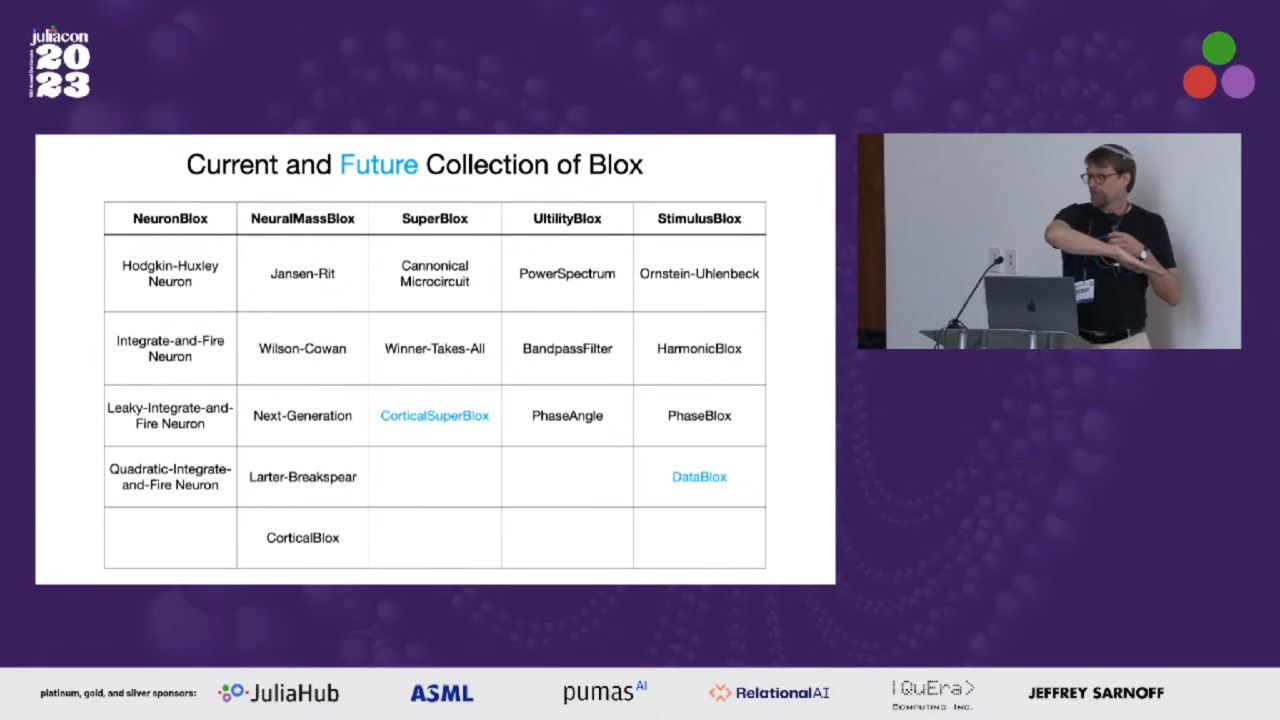 juliacon
20
23
Current and Future Collection of Blox
NeuronBlox NeuralMassBlox SuperBlox UltilityBlox StimulusBlox
Hodgkin-Huxley
Neuron
Jansen-Rit
Cannonical
Microcircuit
PowerSpectrum
Ornstein-Uhlenbeck
Integrate-and-Fire
Neuron
Wilson-Cowan
Winner-Takes-All
BandpassFilter
HarmonicBlox
Leaky-Integrate-and-
Fire Neuron
Next-Generation
CorticalSuperBlox
PhaseAngle
PhaseBlox
Quadratic-Integrate-
and-Fire Neuron
Larter-Breakspear
DataBlox
CorticalBlox
platinum, gold, and silver sponsors:
JuliaHub
ASML
pumasAI
RelationalAI
|QuEra>
Computing Inc.
JEFFREY SARNOFF